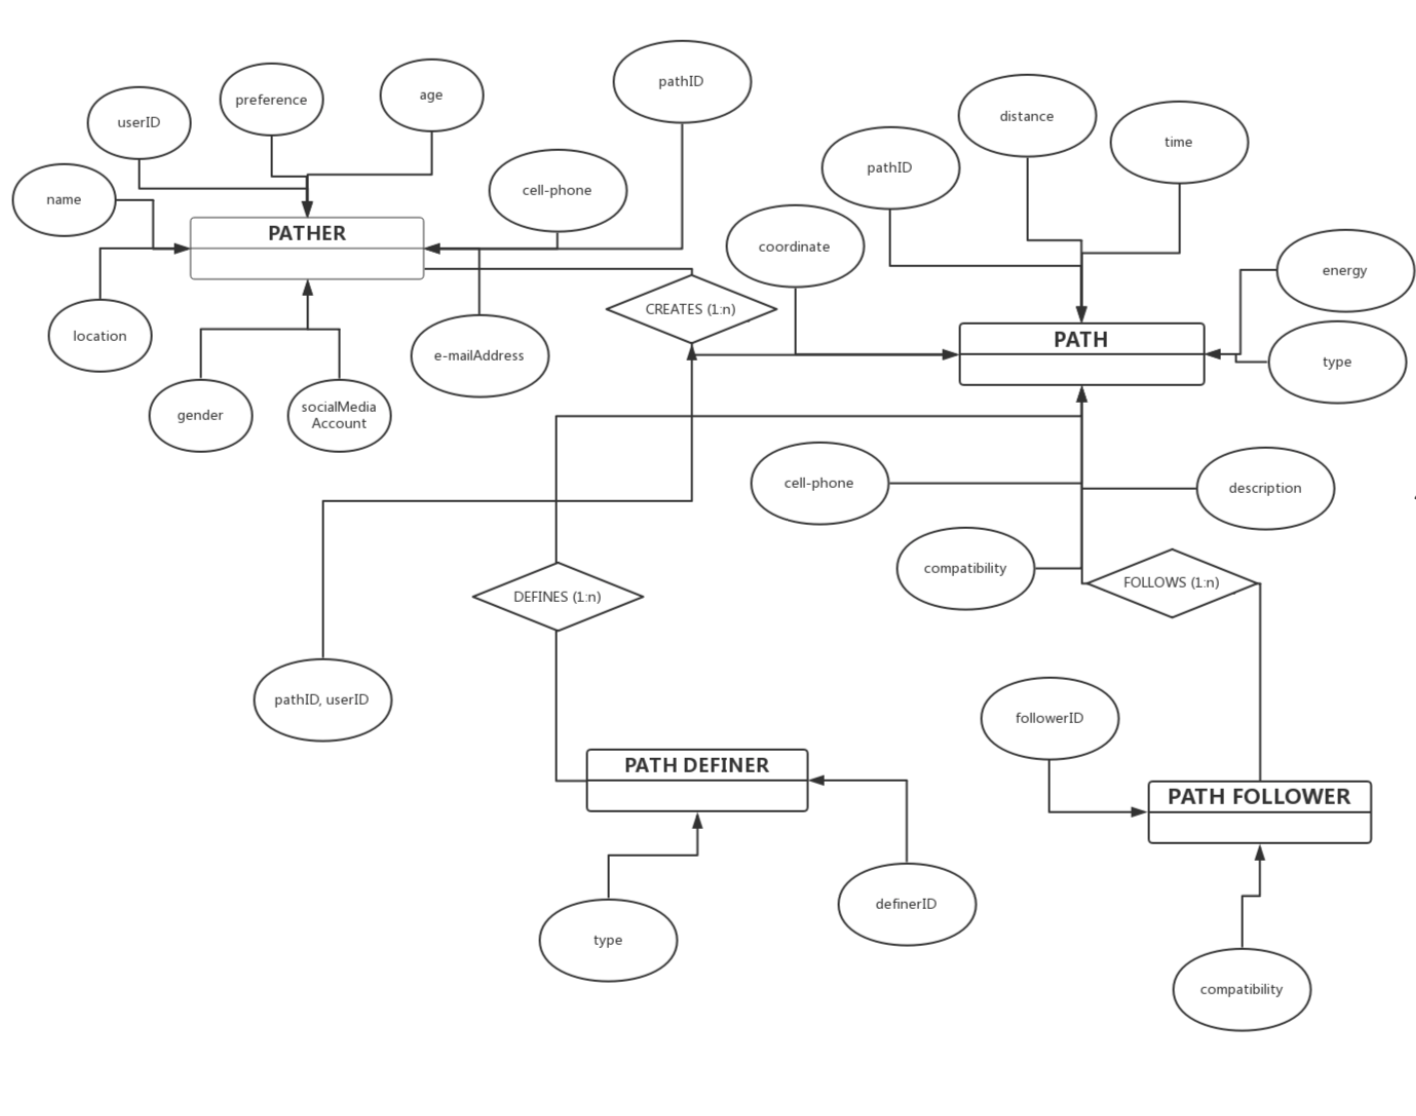 pathID
age
preference
distance
userID
time
pathID
cell-phone
name
PATHER
coordinate
energy
CREATES (1:n)
location
PATH
e-mailAddress
type
socialMedia
Account
gender
cell-phone
description
compatibility
FOLLOWS (1:n)
DEFINES (1:n)
pathID, userID
followerID
PATH DEFINER
PATH FOLLOWER
definerID
type
compatibility